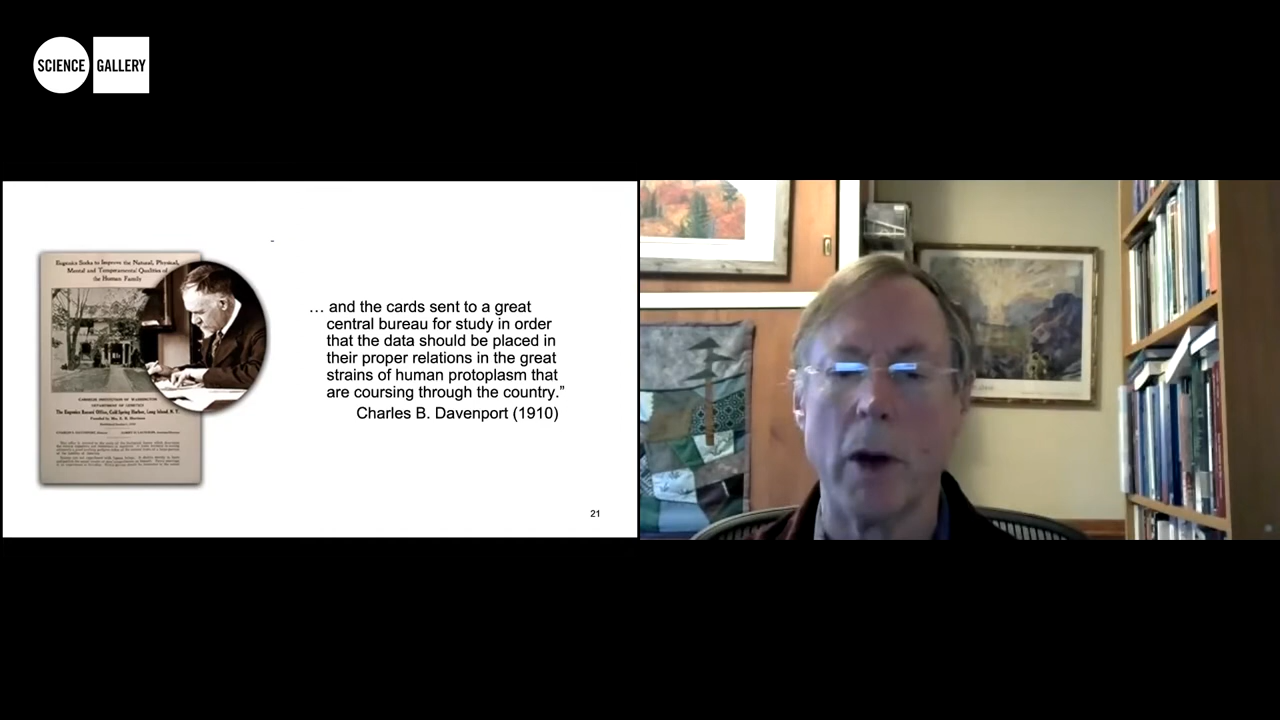 SCIENCE
GALLERY
Eugenics Seeks to Improve the Natural, Physical,
Mental and Temperamental Qualities of
the Human Family
CARNEGIE INSTITUTION OF WASHINGTON
DEPARTMENT OF GENETICS
The Eugenics Record Office, Cold Spring Harbor, Long Island, N. Y.
… and the cards sent to a great
central bureau for study in order
that the data should be placed in
their proper relations in the great
strains of human protoplasm that
are coursing through the country.”
Charles B. Davenport (1910)
21